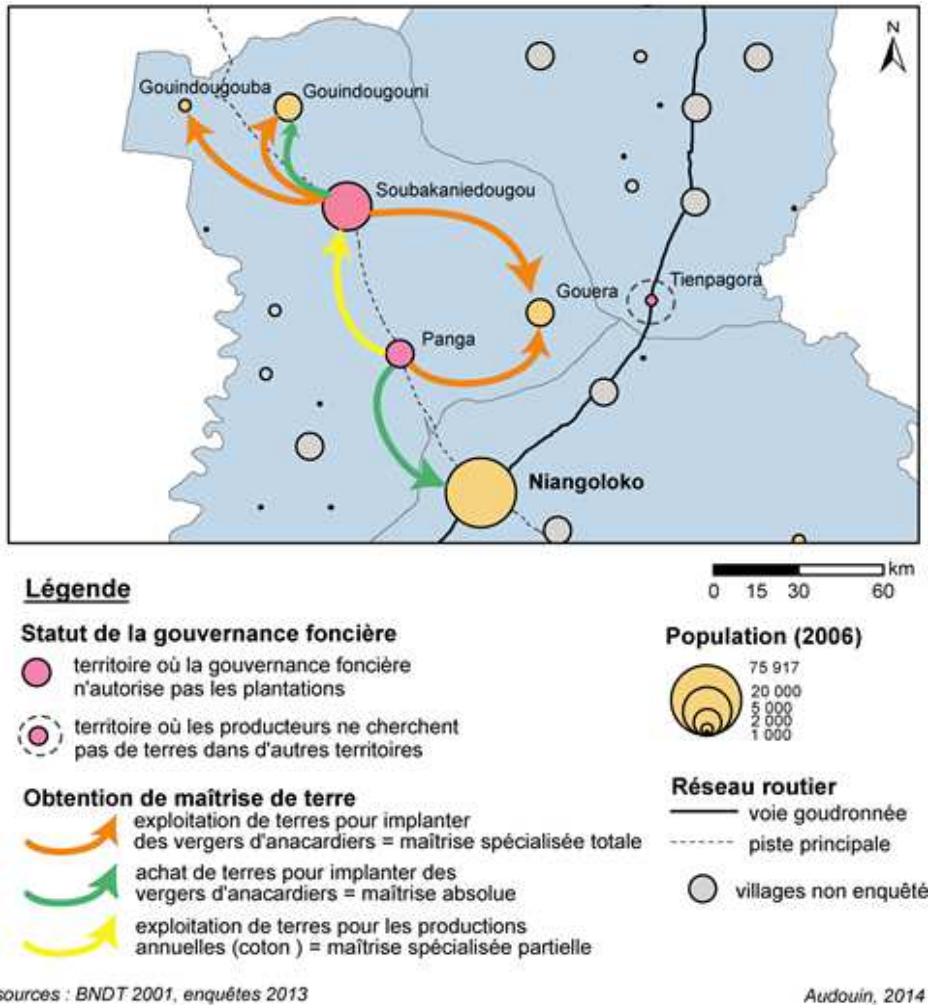 N
Gouindougouba
Gouindougouni
Soubakaniedougou
Tienpagora
Gouera
Panga
Niangoloko
km
0 15 30 60
Légende
Statut de la gouvernance foncière
territoire où la gouvernance foncière
n'autorise pas les plantations
territoire où les producteurs ne cherchent
pas de terres dans d'autres territoires
Obtention de maîtrise de terre
exploitation de terres pour implanter
des vergers d'anacardiers = maîtrise spécialisée totale
achat de terres pour implanter des
vergers d'anacardiers = maîtrise absolue
exploitation de terres pour les productions
annuelles (coton ) = maîtrise spécialisée partielle
Population (2006)
75 917
20 000
5 000
2 000
1 000
Réseau routier
voie goudronnée
piste principale
villages non enquêté
sources : BNDT 2001, enquêtes 2013
Audouin, 2014